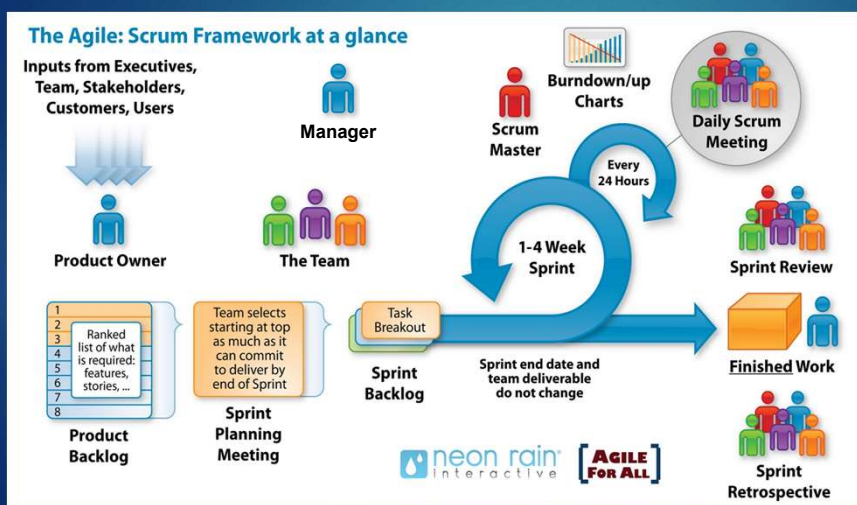 The Agile: Scrum Framework at a glance
Inputs from Executives,
Team, Stakeholders,
Customers, Users
Manager
Scrum
Master
Burndown/up
Charts
Daily Scrum
Meeting
Every
24 Hours
Product Owner
The Team
1-4 Week
Sprint
Sprint Review
1
2
3
4
5
6
7
8
Ranked
list of what
is required:
features,
stories, ...
Product
Backlog
Team selects
starting at top
as much as it
can commit
to deliver by
end of Sprint
Sprint
Planning
Meeting
Task
Breakout
Sprint
Backlog
Sprint end date and
team deliverable
do not change
Finished Work
Sprint
Retrospective
neon rain
interactive
AGILE
FOR ALL